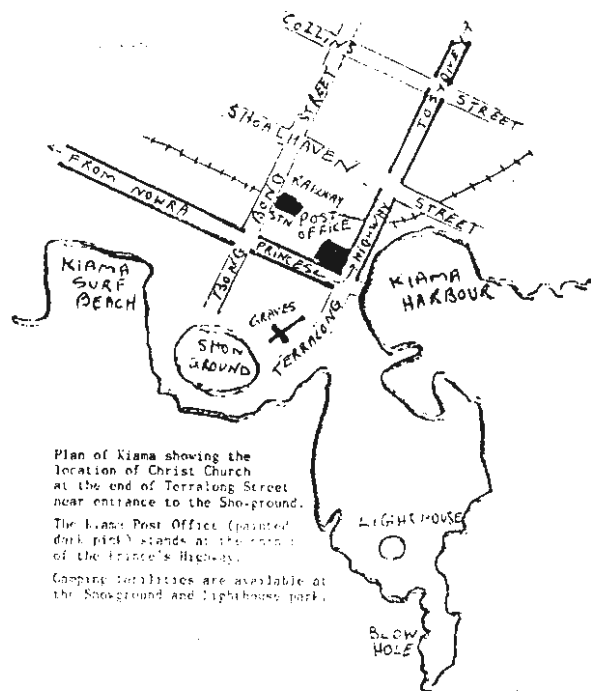 COLLINS
STREET
TO SYDNEY
STREET
SHOALHAVEN
STREET
RAILWAY
STN
POST
OFFICE
FROM NOWRA
PRINCES
HIGHWAY
BONG
BONG
KIAMA
SURF
BEACH
KIAMA
HARBOUR
GRAVES
TERRALONG
SHOW
GROUND
Plan of Kiama showing the
location of Christ Church
at the end of Terralong Street
near entrance to the Sho-ground.
The Kiama Post Office (painted
dark pink) stands at the
of the Prince's Highway.
Camping facilities are available at
the Showground and Lighthouse park.
LIGHTHOUSE
BLOW
HOLE